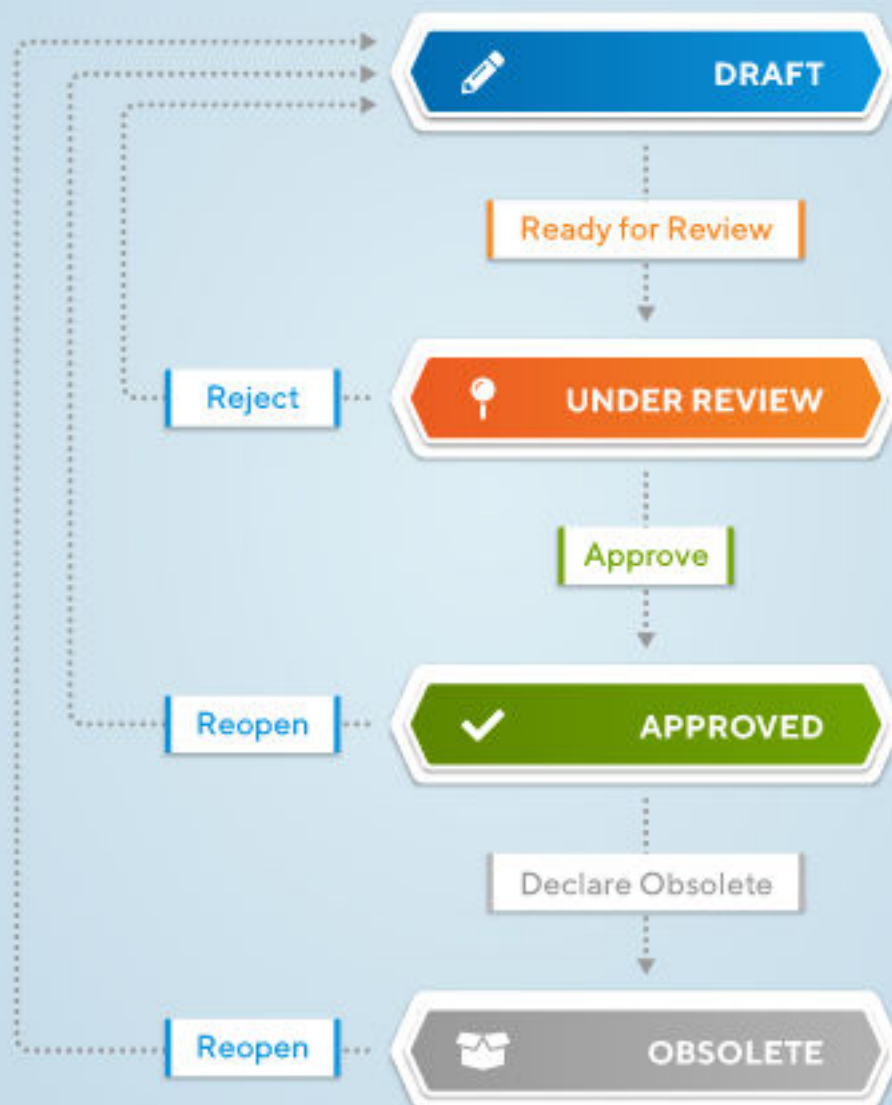 DRAFT
Ready for Review
Reject
UNDER REVIEW
Approve
Reopen
APPROVED
Declare Obsolete
Reopen
OBSOLETE